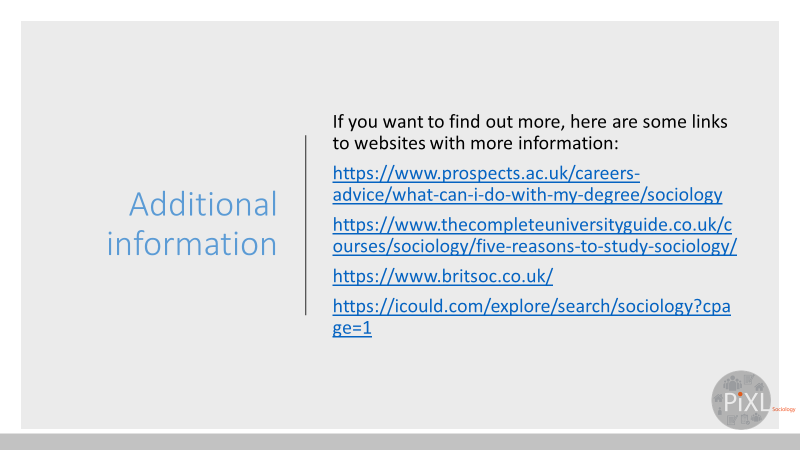 Additional
information
If you want to find out more, here are some links
to websites with more information:
https://www.prospects.ac.uk/careers-
advice/what-can-i-do-with-my-degree/sociology
https://www.thecompleteuniversityguide.co.uk/c
ourses/sociology/five-reasons-to-study-sociology/
https://www.britsoc.co.uk/
https://icould.com/explore/search/sociology?cpa
ge=1
PiXL
Sociology